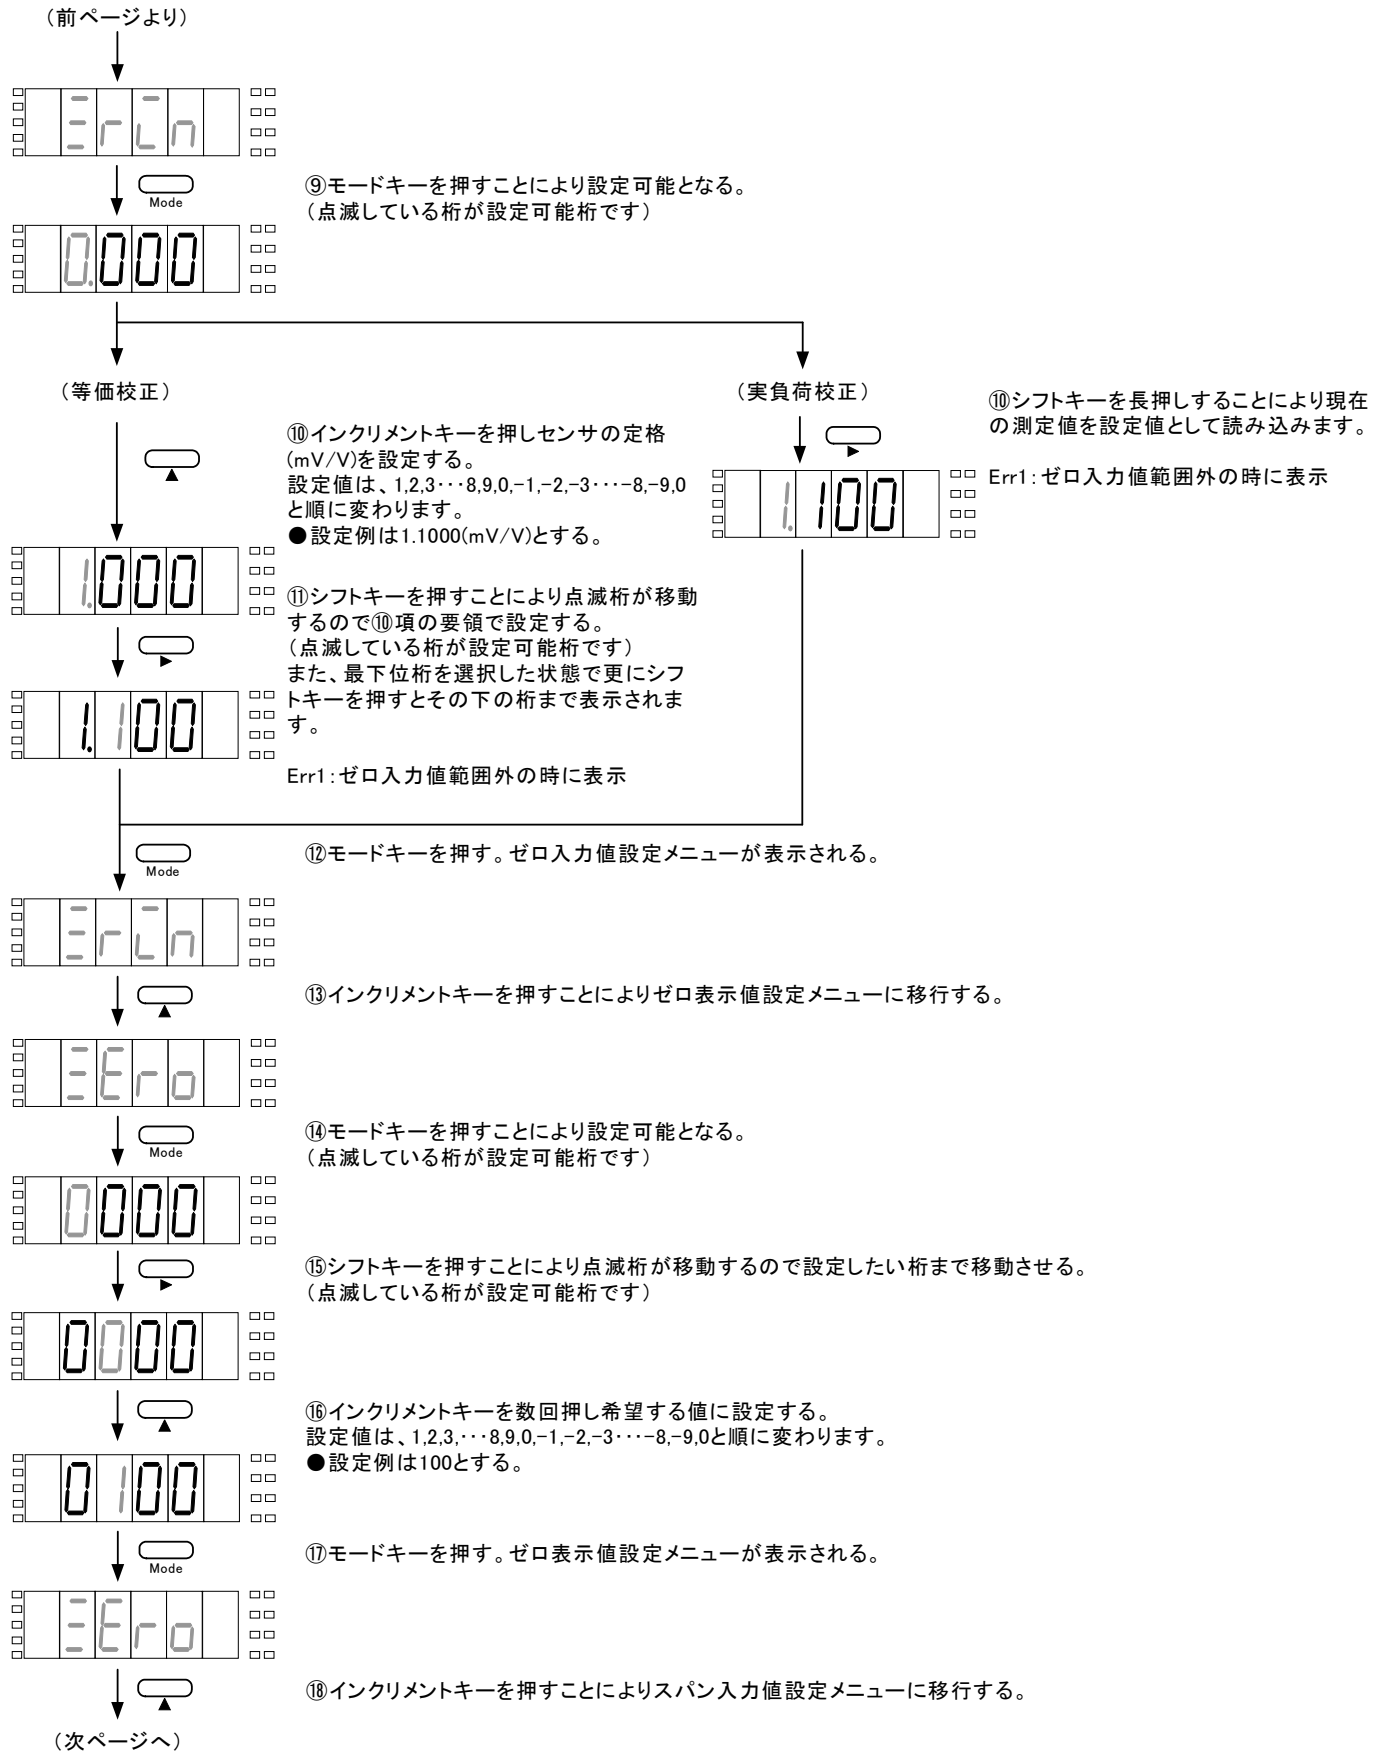 （前ページより）
ΞrIn
Mode
⑨モードキーを押すことにより設定可能となる。
（点滅している桁が設定可能桁です）
0.000
（等価校正）
⑩インクリメントキーを押しセンサの定格
(mV/V)を設定する。
設定値は、1,2,3･･･8,9,0,-1,-2,-3･･･-8,-9,0
と順に変わります。
●設定例は1.1000(mV/V)とする。
1.000
⑪シフトキーを押すことにより点滅桁が移動
するので⑩項の要領で設定する。
（点滅している桁が設定可能桁です）
また、最下位桁を選択した状態で更にシフ
トキーを押すとその下の桁まで表示されま
す。
1.100
Err1：ゼロ入力値範囲外の時に表示
（実負荷校正）
⑩シフトキーを長押しすることにより現在
の測定値を設定値として読み込みます。
1.100
Err1：ゼロ入力値範囲外の時に表示
Mode
⑫モードキーを押す。ゼロ入力値設定メニューが表示される。
ΞrIn
⑬インクリメントキーを押すことによりゼロ表示値設定メニューに移行する。
ΞEro
Mode
⑭モードキーを押すことにより設定可能となる。
（点滅している桁が設定可能桁です）
0000
⑮シフトキーを押すことにより点滅桁が移動するので設定したい桁まで移動させる。
（点滅している桁が設定可能桁です）
0000
⑯インクリメントキーを数回押し希望する値に設定する。
設定値は、1,2,3,･･･8,9,0,-1,-2,-3･･･-8,-9,0と順に変わります。
●設定例は100とする。
0100
Mode
⑰モードキーを押す。ゼロ表示値設定メニューが表示される。
ΞEro
⑱インクリメントキーを押すことによりスパン入力値設定メニューに移行する。
（次ページへ）